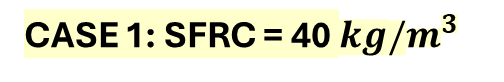 CASE 1: SFRC = 40 kg/m³